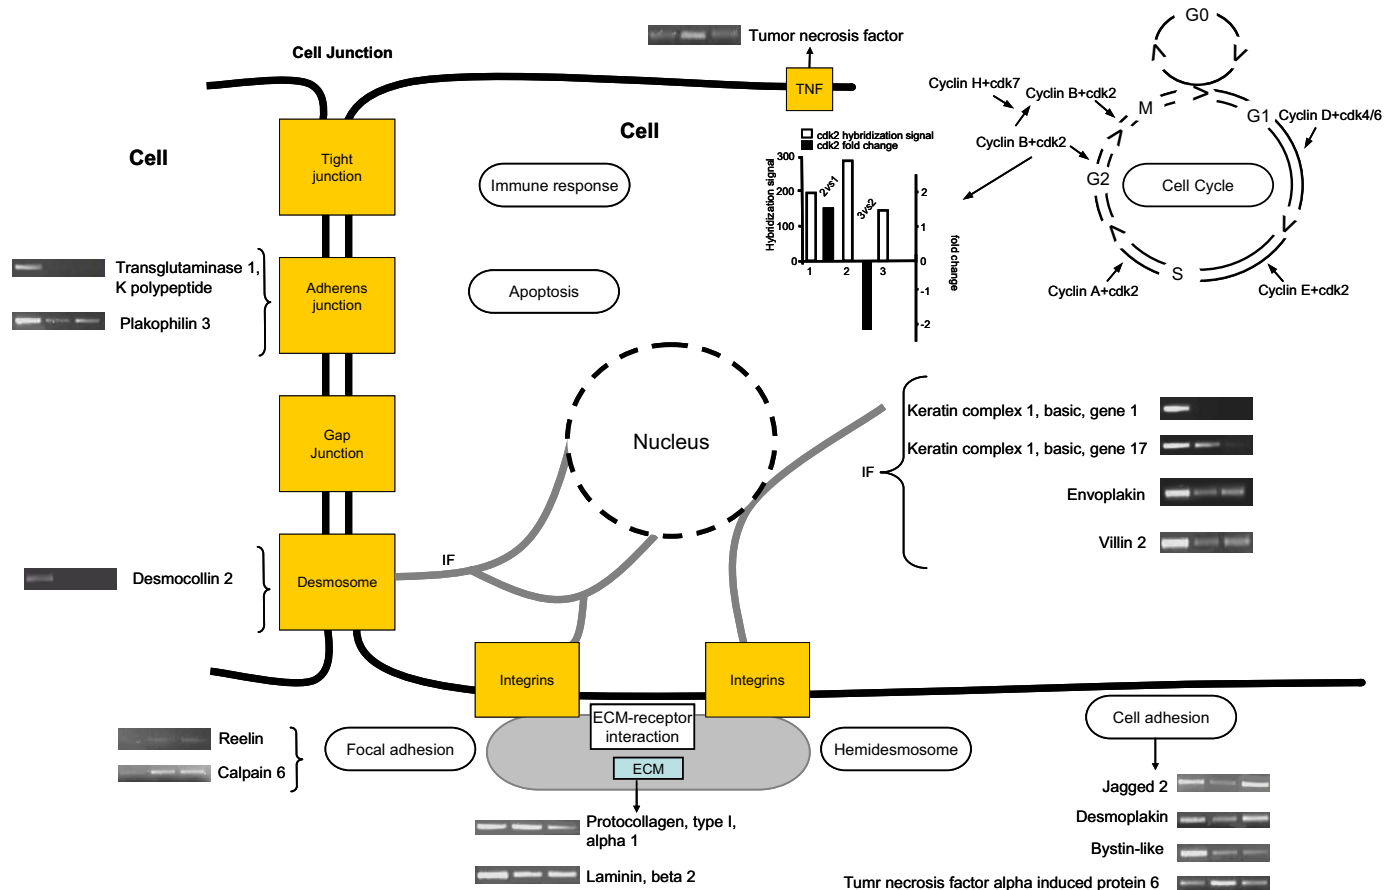 Tumor necrosis factor
Cell Junction
TNF
Cell
Cell
Tight
junction
Immune response
Transglutaminase 1,
K polypeptide
Plakophilin 3
Adherens
junction
Apoptosis
Gap
Junction
Nucleus
Desmocollin 2
Desmosome
IF
cdk2 hybridization signal
cdk2 fold change
Hybridization signal
300
200
100
0
2vs1
3vs2
1
2
3
2
1
0
-1
-2
fold change
G0
Cyclin H+cdk7
Cyclin B+cdk2
M
G1
Cyclin D+cdk4/6
Cyclin B+cdk2
G2
Cell Cycle
S
Cyclin A+cdk2
Cyclin E+cdk2
IF
Keratin complex 1, basic, gene 1
Keratin complex 1, basic, gene 17
Envoplakin
Villin 2
Integrins
Integrins
Reelin
Calpain 6
Focal adhesion
ECM-receptor
interaction
ECM
Hemidesmosome
Protocollagen, type I,
alpha 1
Laminin, beta 2
Cell adhesion
Jagged 2
Desmoplakin
Bystin-like
Tumr necrosis factor alpha induced protein 6